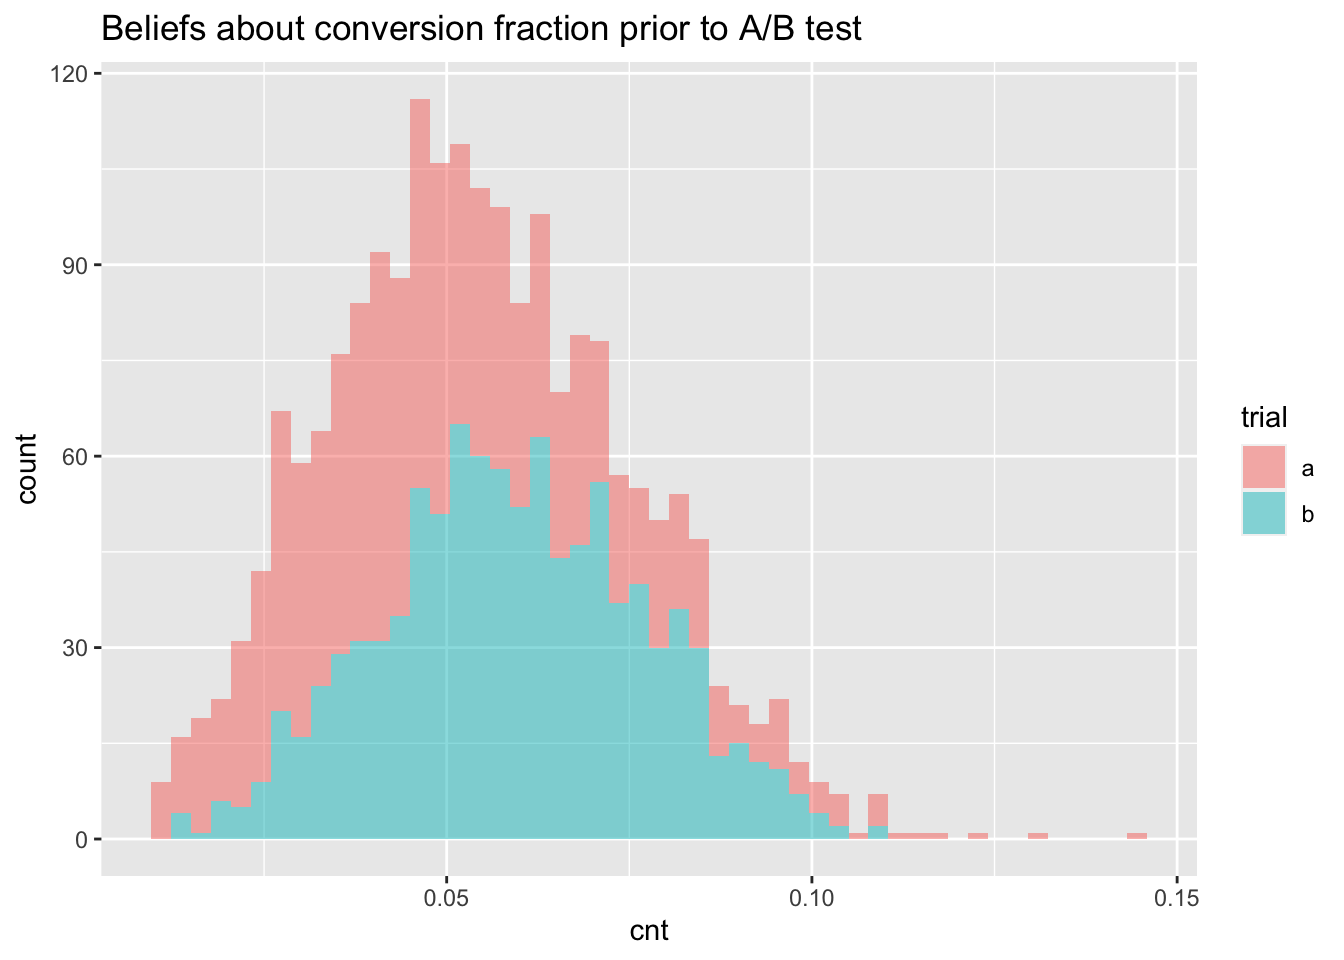 Beliefs about conversion fraction prior to A/B test
120
90
60
30
0
count
0.05
0.10
0.15
cnt
trial
a
b